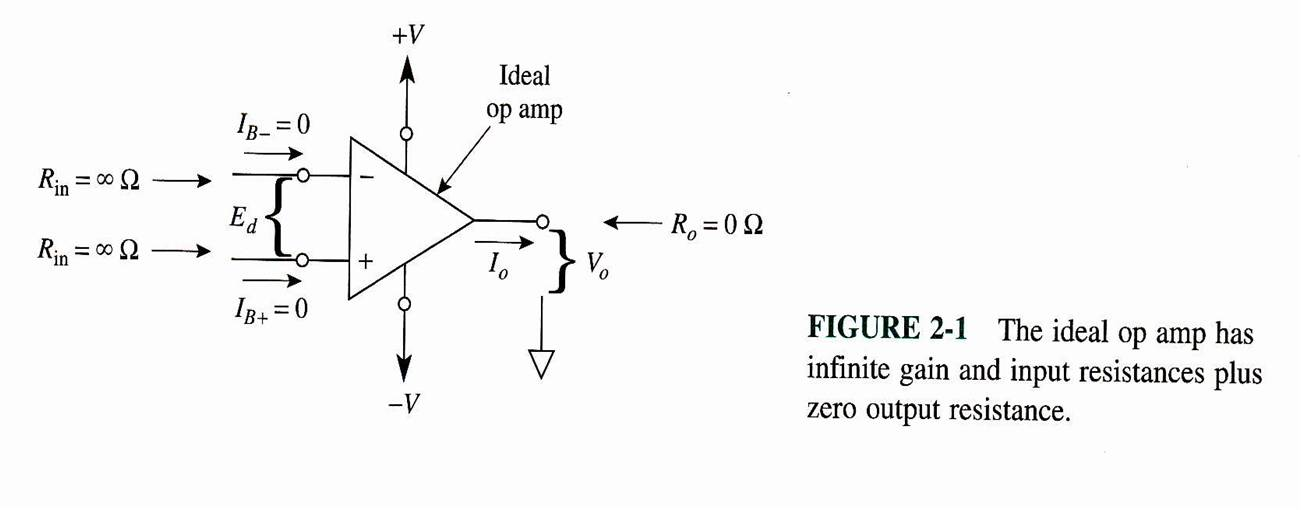 +V
Ideal
op amp
I_B− = 0
R_in = ∞ Ω
−
E_d
R_o = 0 Ω
R_in = ∞ Ω
+
I_o
V_o
I_B+ = 0
−V
FIGURE 2-1 The ideal op amp has
infinite gain and input resistances plus
zero output resistance.